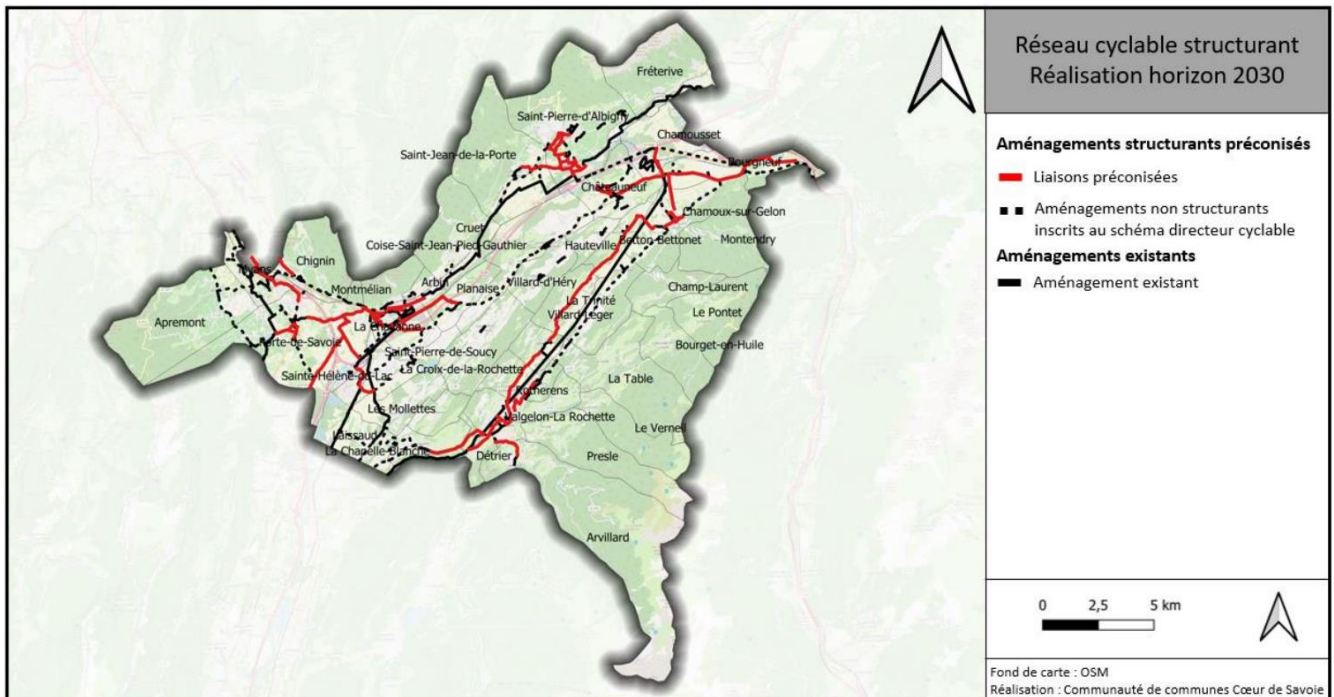 Réseau cyclable structurant
Réalisation horizon 2030
Aménagements structurants préconisés
Liaisons préconisées
Aménagements non structurants
inscrits au schéma directeur cyclable
Aménagements existants
Aménagement existant
0 2,5 5 km
Fond de carte : OSM
Réalisation : Communauté de communes Cœur de Savoie
Fréterive
Saint-Pierre-d'Albigny
Chamousset
Saint-Jean-de-la-Porte
Bourgneuf
Châteauneuf
Chamoux-sur-Gelon
Cruet
Coise-Saint-Jean-Pied-Gauthier
Hauteville
Betton-Bettonet
Montendry
Chignin
Myans
Arbin
Montmélian
Planaise
Villard-d'Héry
Champ-Laurent
La Trinité
Villard-Léger
Le Pontet
Apremont
La Chavanne
Porte-de-Savoie
Saint-Pierre-de-Soucy
Bourget-en-Huile
Sainte-Hélène-du-Lac
La Croix-de-la-Rochette
La Table
Rotherens
Les Mollettes
Valgelon-La Rochette
Le Verneil
Laissaud
La Chapelle-Blanche
Détrier
Presle
Arvillard